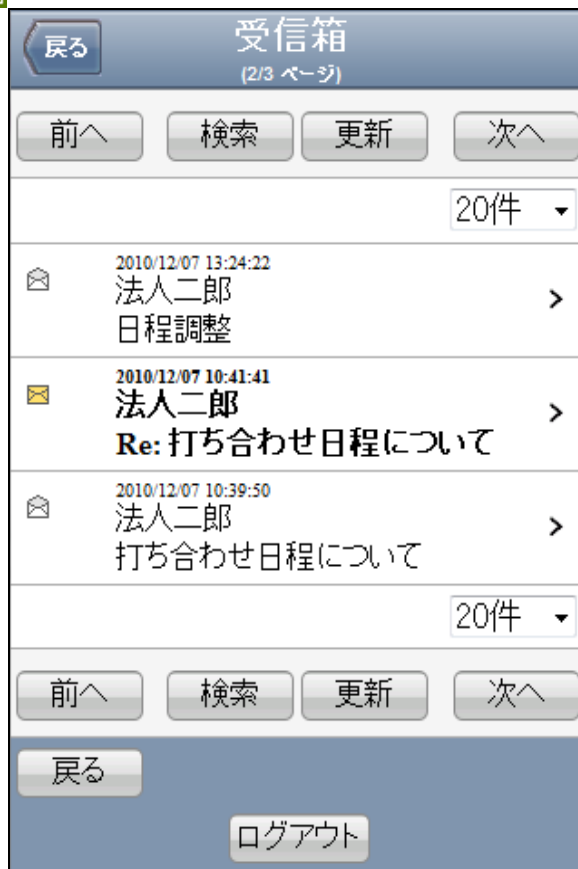 戻る
受信箱
(2/3 ページ)
前へ 検索 更新 次へ
20件
2010/12/07 13:24:22
法人二郎
日程調整
2010/12/07 10:41:41
法人二郎
Re: 打ち合わせ日程について
2010/12/07 10:39:50
法人二郎
打ち合わせ日程について
20件
前へ 検索 更新 次へ
戻る
ログアウト